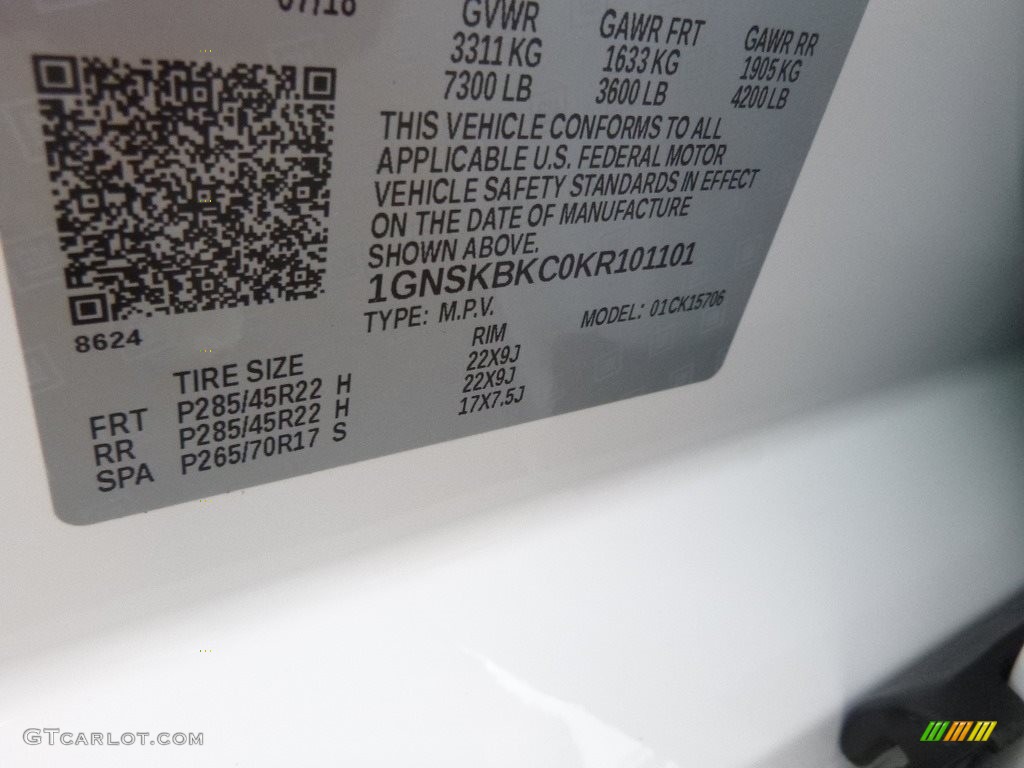 07/18
GVWR GAWR FRT GAWR RR
3311 KG 1633 KG 1905 KG
7300 LB 3600 LB 4200 LB
THIS VEHICLE CONFORMS TO ALL
APPLICABLE U.S. FEDERAL MOTOR
VEHICLE SAFETY STANDARDS IN EFFECT
ON THE DATE OF MANUFACTURE
SHOWN ABOVE.
1GNSKBKC0KR101101
TYPE: M.P.V. MODEL: 01CK15706
8624
TIRE SIZE RIM
FRT P285/45R22 H 22X9J
RR P285/45R22 H 22X9J
SPA P265/70R17 S 17X7.5J
GTCARLOT.COM